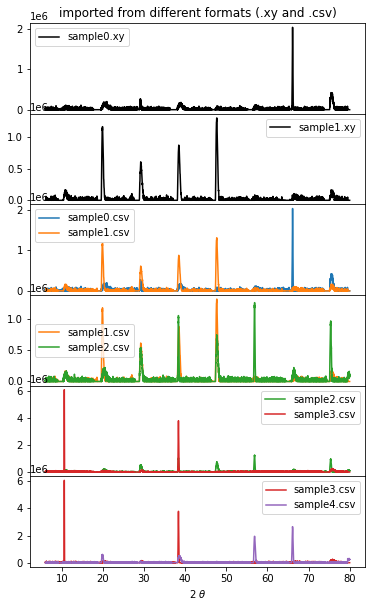 imported from different formats (.xy and .csv)
2
0
sample0.xy
1e6
1.0
0.5
0.0
sample1.xy
1e6
2
1
0
sample0.csv
sample1.csv
1e6
1.0
0.5
0.0
sample1.csv
sample2.csv
1e6
6
4
2
0
sample2.csv
sample3.csv
1e6
6
4
2
0
sample3.csv
sample4.csv
10 20 30 40 50 60 70 80
2 θ